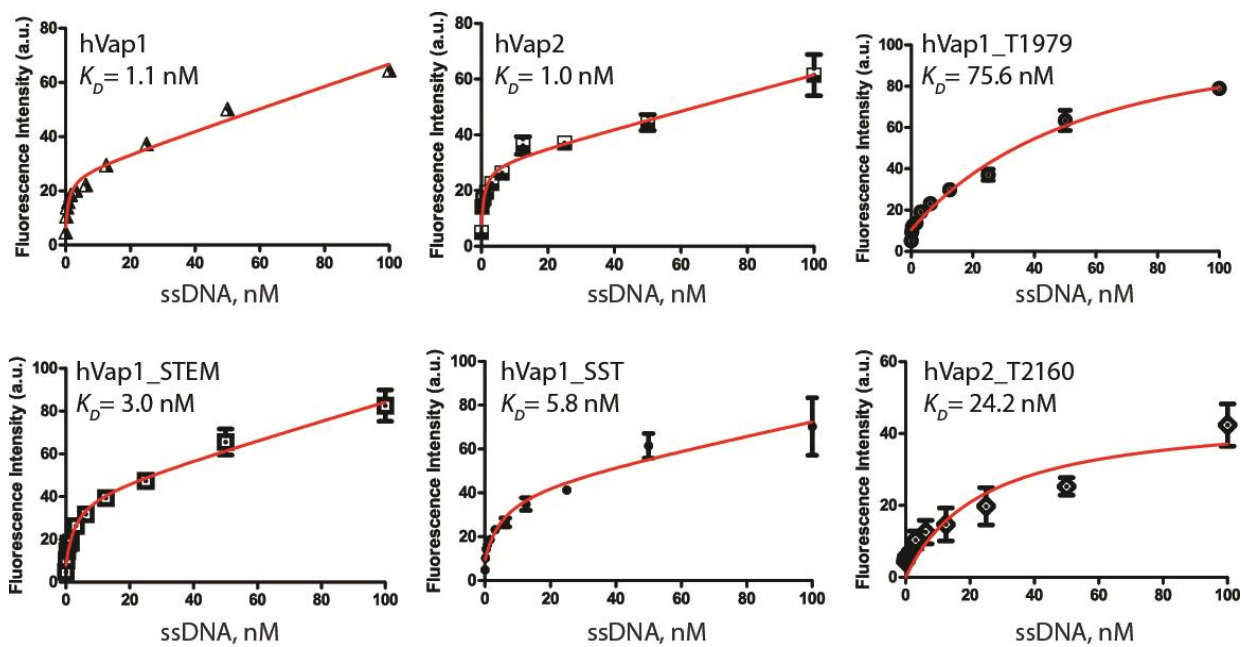 hVap1
K_D= 1.1 nM
Fluorescence Intensity (a.u.)
80
60
40
20
0
0 20 40 60 80 100
ssDNA, nM
hVap2
K_D= 1.0 nM
Fluorescence Intensity (a.u.)
80
60
40
20
0
0 20 40 60 80 100
ssDNA, nM
hVap1_T1979
K_D= 75.6 nM
Fluorescence Intensity (a.u.)
100
80
60
40
20
0
0 20 40 60 80 100
ssDNA, nM
hVap1_STEM
K_D= 3.0 nM
Fluorescence Intensity (a.u.)
100
80
60
40
20
0
0 20 40 60 80 100
ssDNA, nM
hVap1_SST
K_D= 5.8 nM
Fluorescence Intensity (a.u.)
100
80
60
40
20
0
0 20 40 60 80 100
ssDNA, nM
hVap2_T2160
K_D= 24.2 nM
Fluorescence Intensity (a.u.)
60
40
20
0
0 20 40 60 80 100
ssDNA, nM